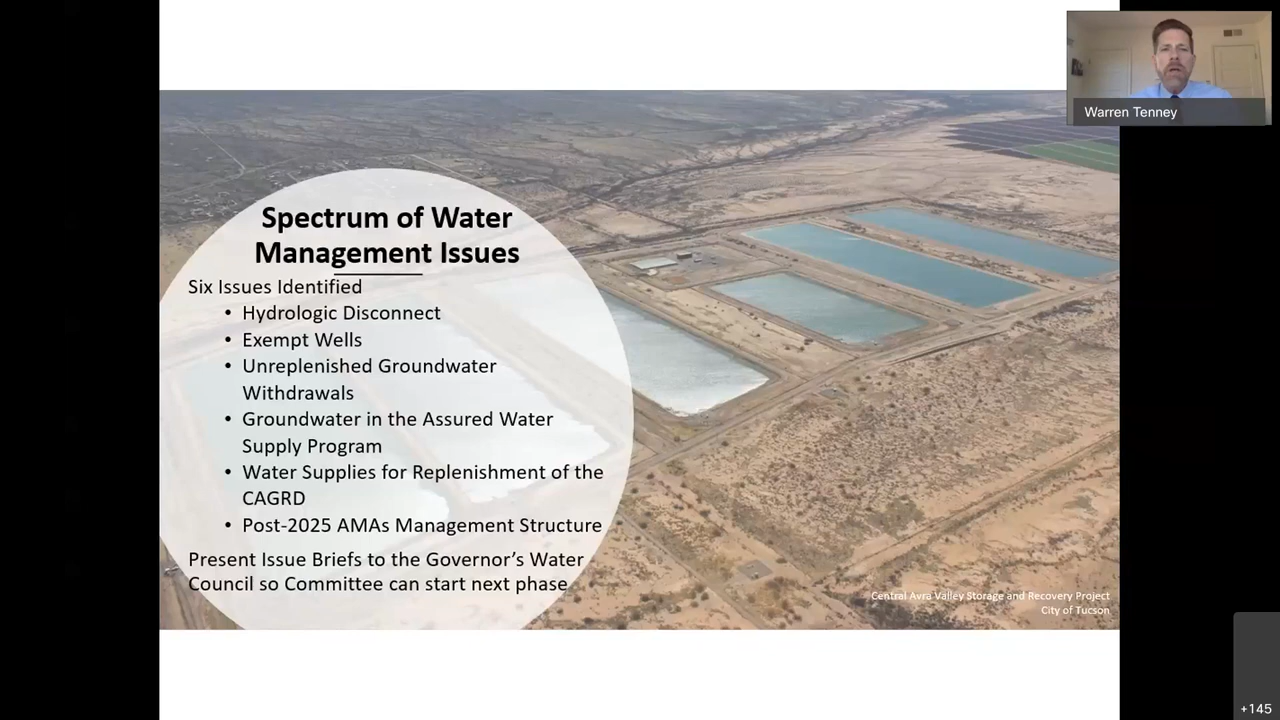 Warren Tenney
Spectrum of Water
Management Issues
Six Issues Identified
• Hydrologic Disconnect
• Exempt Wells
• Unreplenished Groundwater
Withdrawals
• Groundwater in the Assured Water
Supply Program
• Water Supplies for Replenishment of the
CAGRD
• Post-2025 AMAs Management Structure
Present Issue Briefs to the Governor’s Water
Council so Committee can start next phase
Central Avra Valley Storage and Recovery Project
City of Tucson
+145